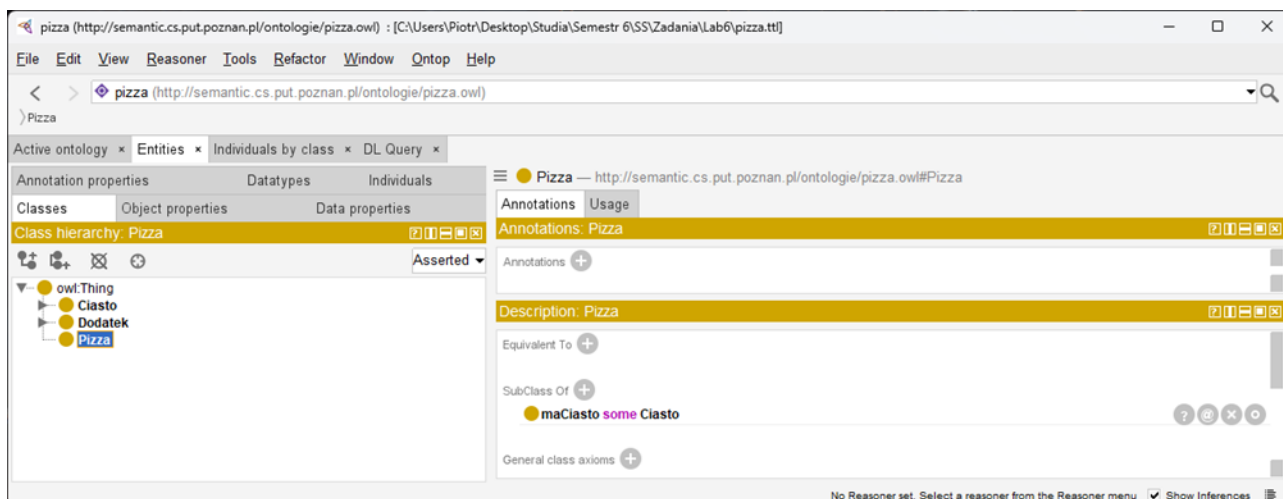 pizza (http://semantic.cs.put.poznan.pl/ontologie/pizza.owl) : [C:\Users\Piotr\Desktop\Studia\Semestr 6\SS\Zadania\Lab6\pizza.ttl]
File Edit View Reasoner Tools Refactor Window Ontop Help
pizza (http://semantic.cs.put.poznan.pl/ontologie/pizza.owl)
Pizza
Active ontology × Entities × Individuals by class × DL Query ×
Annotation properties Datatypes Individuals
Classes Object properties Data properties
Class hierarchy: Pizza
Asserted
owl:Thing
Ciasto
Dodatek
Pizza
Pizza — http://semantic.cs.put.poznan.pl/ontologie/pizza.owl#Pizza
Annotations Usage
Annotations: Pizza
Annotations
Description: Pizza
Equivalent To
SubClass Of
maCiasto some Ciasto
General class axioms
No Reasoner set. Select a reasoner from the Reasoner menu Show Inferences